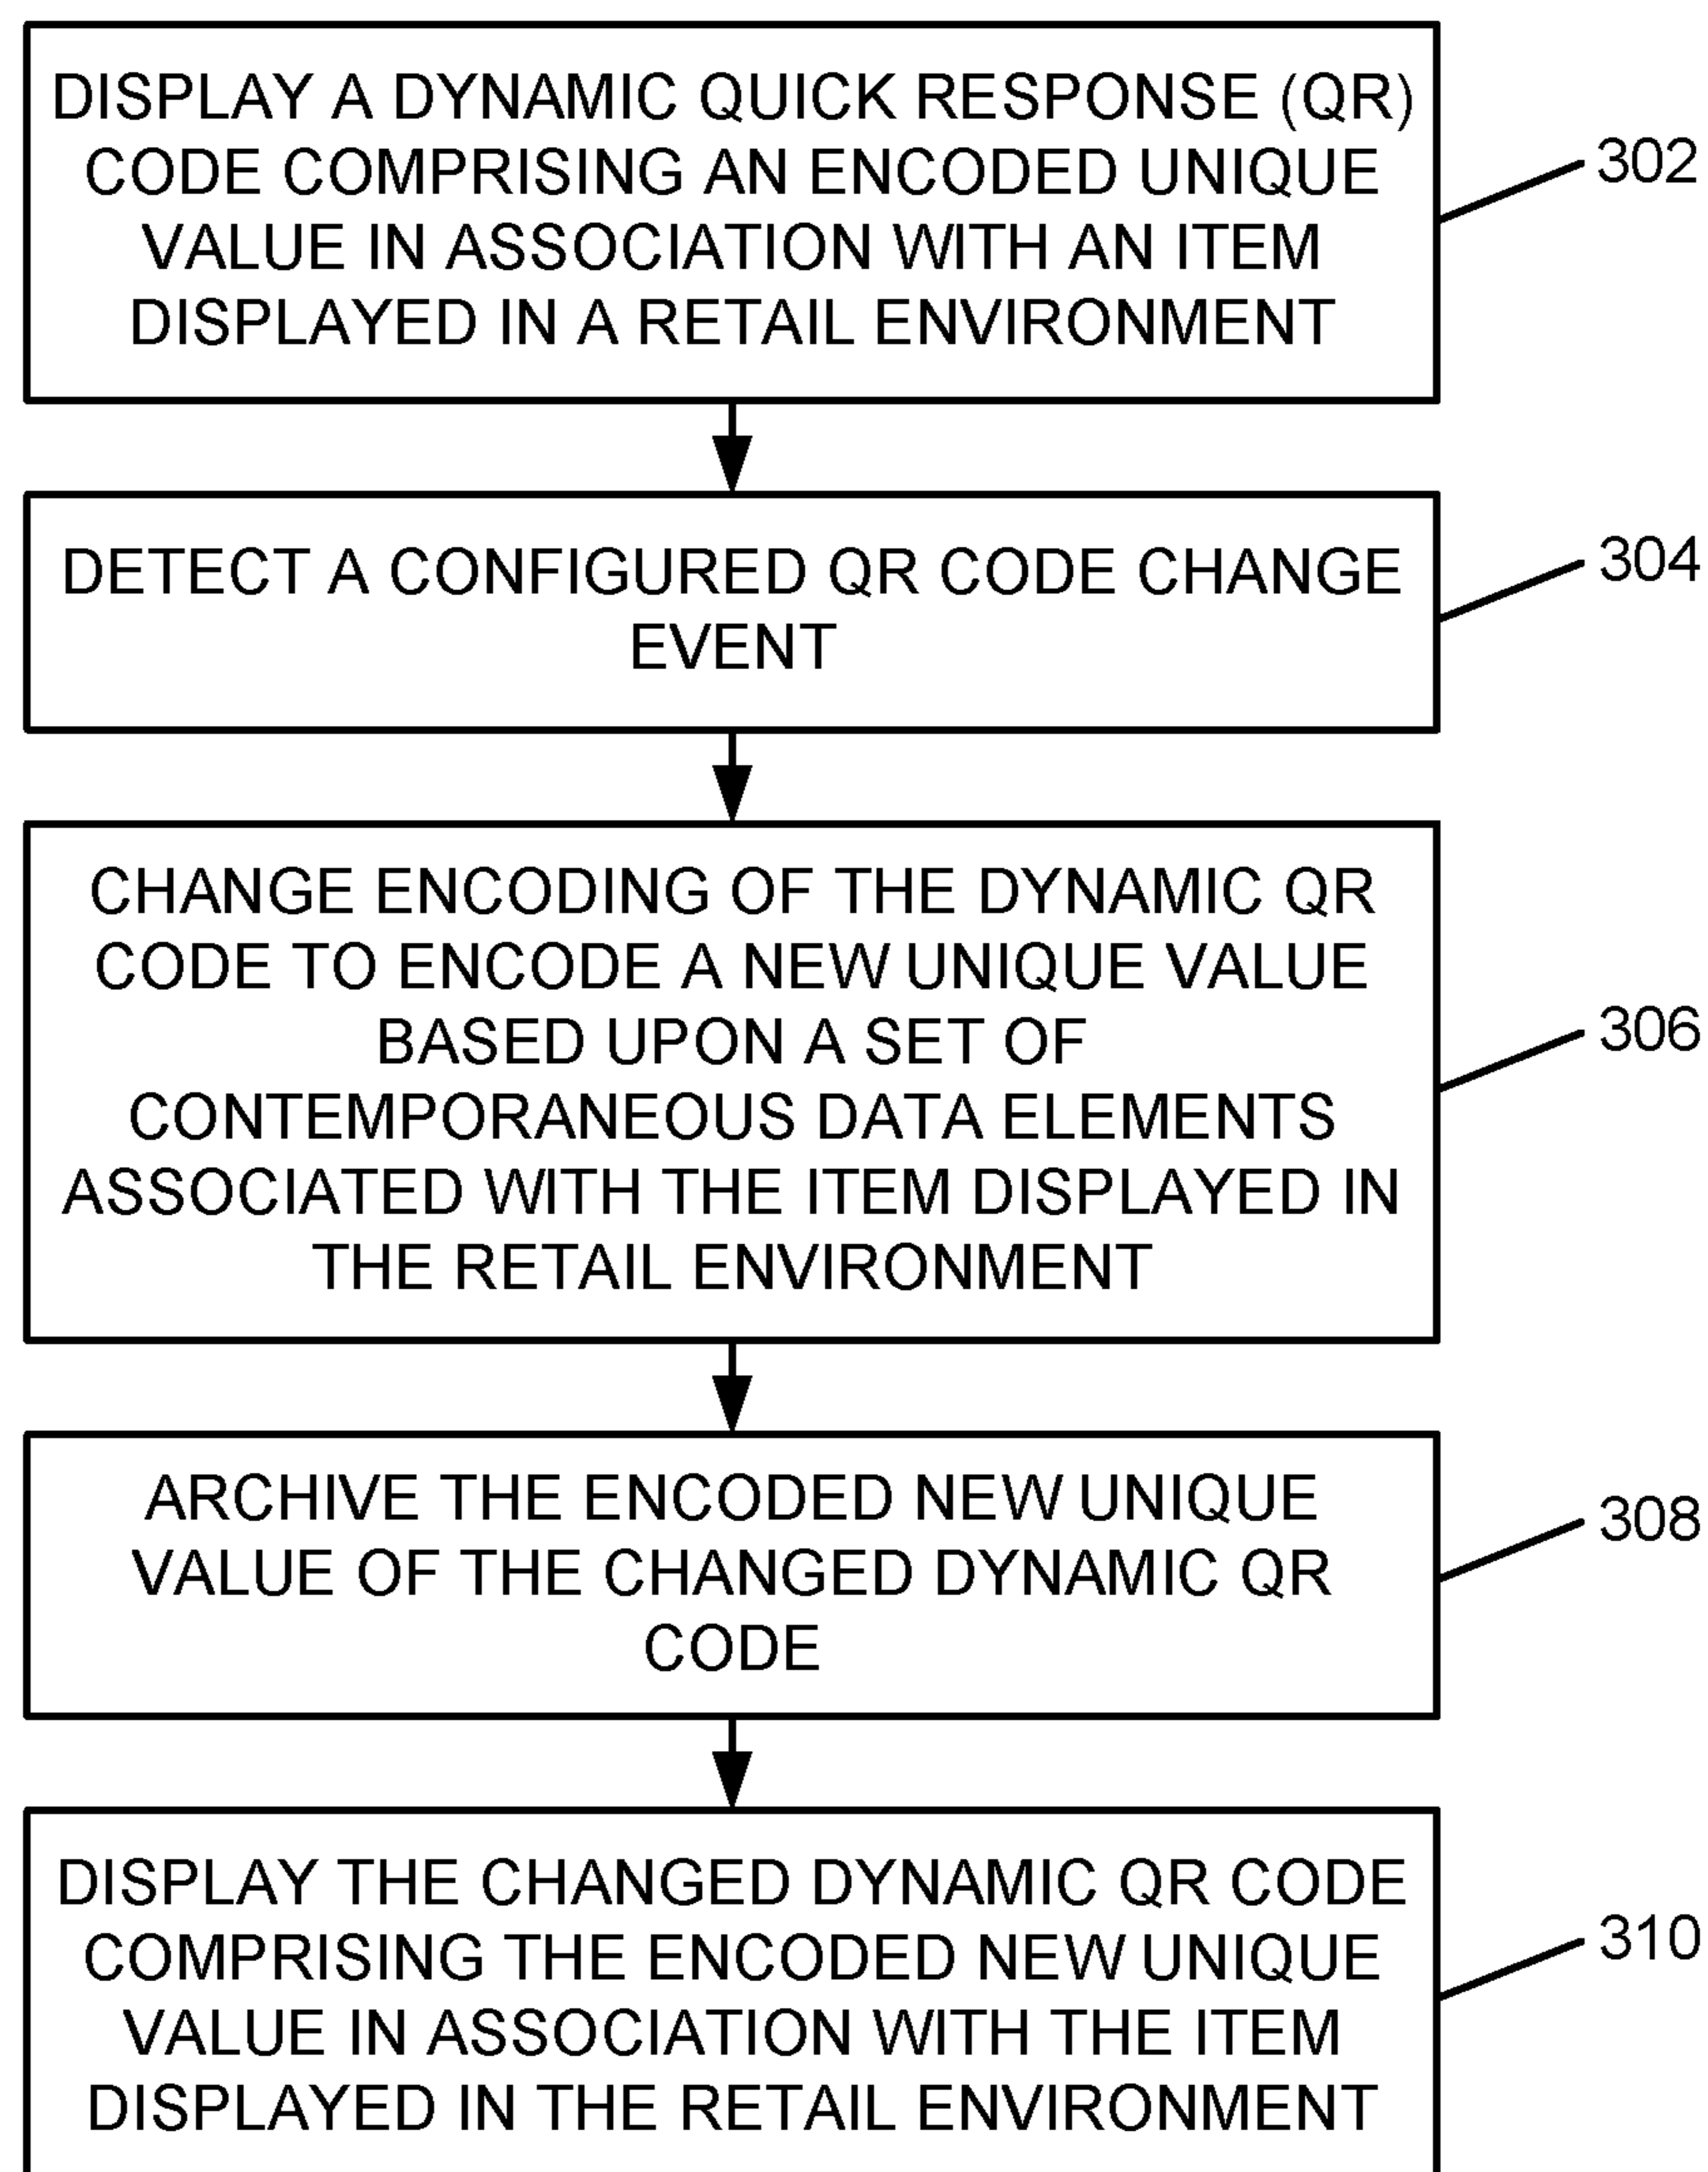 DISPLAY A DYNAMIC QUICK RESPONSE (QR)
CODE COMPRISING AN ENCODED UNIQUE
VALUE IN ASSOCIATION WITH AN ITEM
DISPLAYED IN A RETAIL ENVIRONMENT
302
DETECT A CONFIGURED QR CODE CHANGE
EVENT
304
CHANGE ENCODING OF THE DYNAMIC QR
CODE TO ENCODE A NEW UNIQUE VALUE
BASED UPON A SET OF
CONTEMPORANEOUS DATA ELEMENTS
ASSOCIATED WITH THE ITEM DISPLAYED IN
THE RETAIL ENVIRONMENT
306
ARCHIVE THE ENCODED NEW UNIQUE
VALUE OF THE CHANGED DYNAMIC QR
CODE
308
DISPLAY THE CHANGED DYNAMIC QR CODE
COMPRISING THE ENCODED NEW UNIQUE
VALUE IN ASSOCIATION WITH THE ITEM
DISPLAYED IN THE RETAIL ENVIRONMENT
310